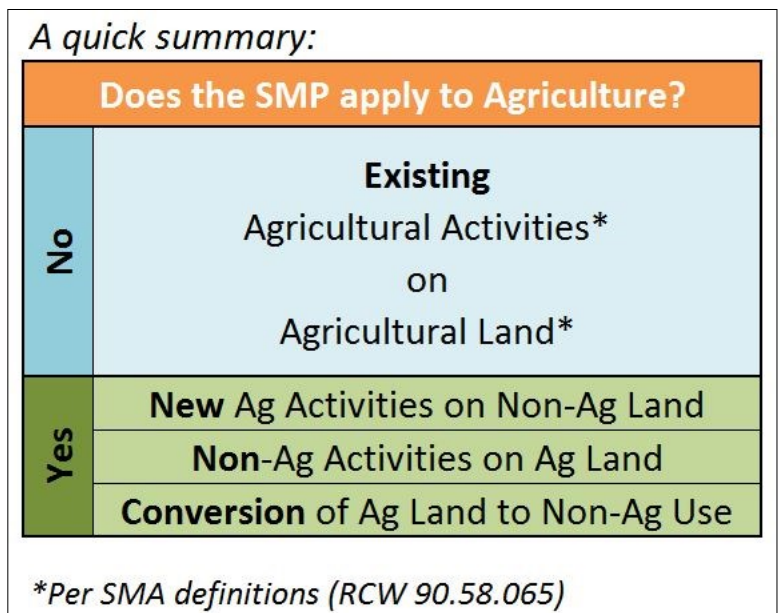 A quick summary:
Does the SMP apply to Agriculture?
No
Existing
Agricultural Activities*
on
Agricultural Land*
Yes
New Ag Activities on Non-Ag Land
Non-Ag Activities on Ag Land
Conversion of Ag Land to Non-Ag Use
*Per SMA definitions (RCW 90.58.065)